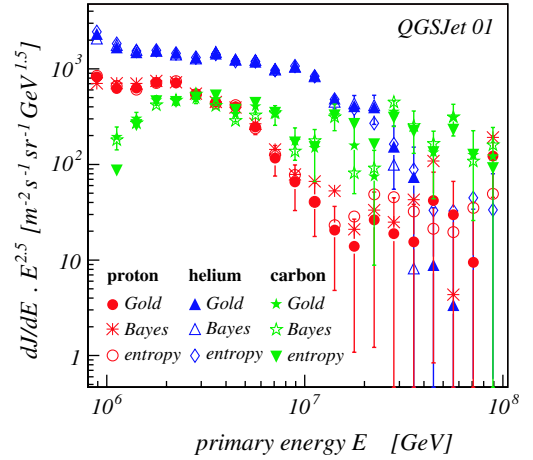 QGSJet 01
dJ/dE . E^2.5 [m^-2 s^-1 sr^-1 GeV^1.5]
10^3
10^2
10
1
proton helium carbon
Gold Gold Gold
Bayes Bayes Bayes
entropy entropy entropy
10^6 10^7 10^8
primary energy E [GeV]